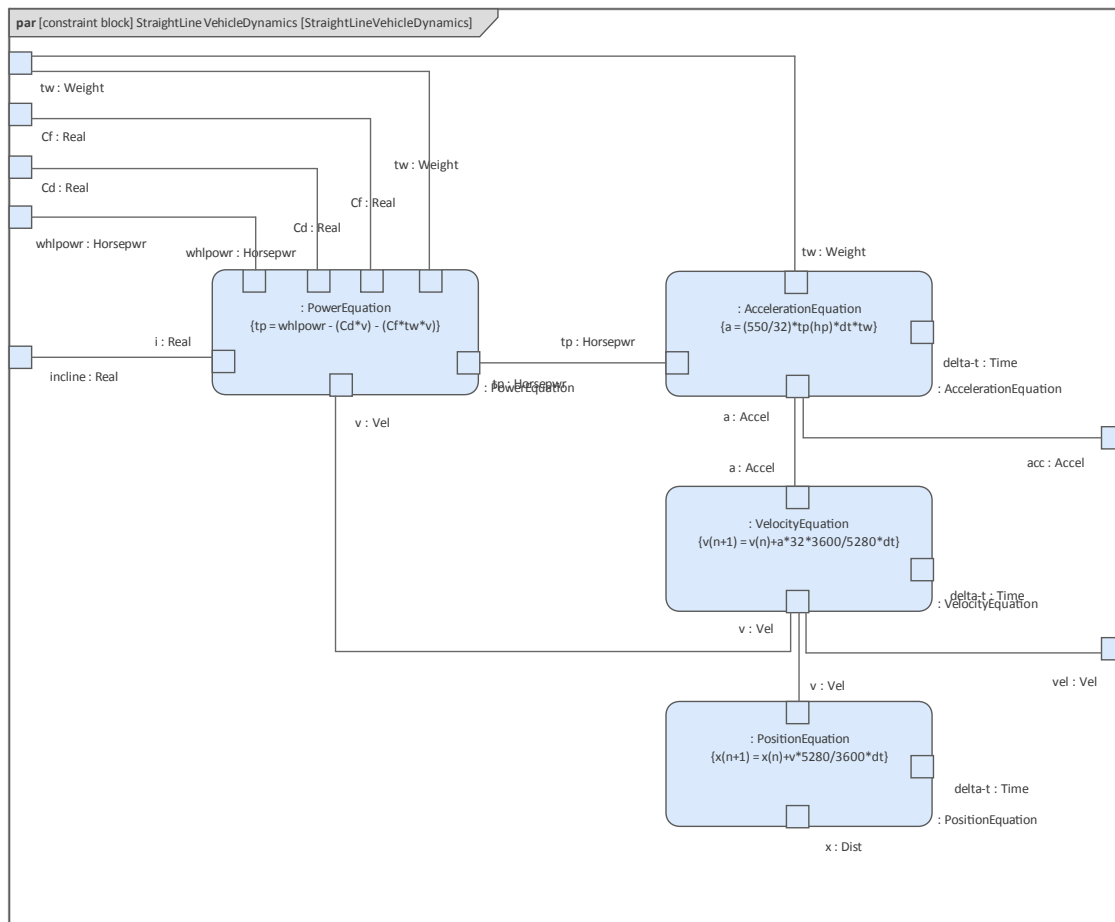 par [constraint block] StraightLine VehicleDynamics [StraightLineVehicleDynamics]
tw : Weight
Cf : Real
tw : Weight
Cd : Real
Cf : Real
Cd : Real
whlpowr : Horsepwr
whlpowr : Horsepwr
tw : Weight
: PowerEquation
{tp = whlpowr - (Cd*v) - (Cf*tw*v)}
: AccelerationEquation
{a = (550/32)*tp(hp)*dt*tw}
i : Real
tp : Horsepwr
delta-t : Time
incline : Real
tp : Horsepwr
: PowerEquation
: AccelerationEquation
v : Vel
a : Accel
acc : Accel
a : Accel
: VelocityEquation
{v(n+1) = v(n)+a*32*3600/5280*dt}
delta-t : Time
: VelocityEquation
v : Vel
vel : Vel
v : Vel
: PositionEquation
{x(n+1) = x(n)+v*5280/3600*dt}
delta-t : Time
: PositionEquation
x : Dist